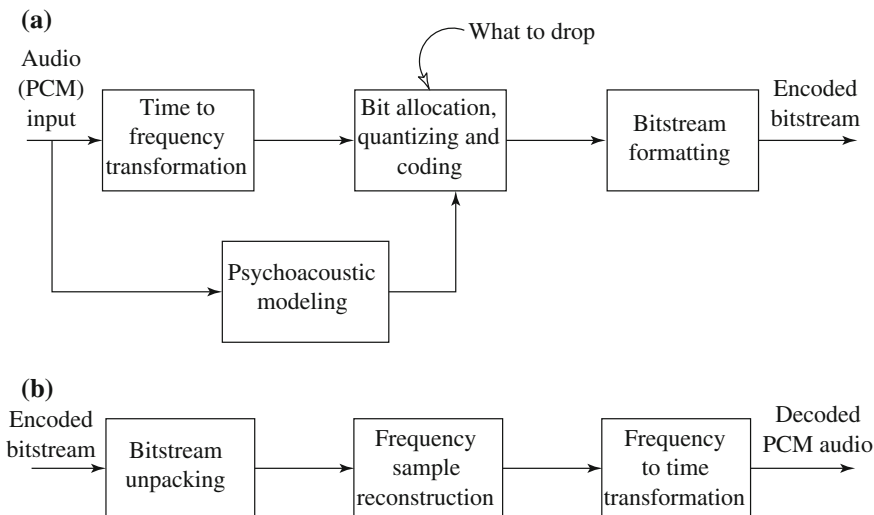 (a)
What to drop
Audio
(PCM)
input
Time to
frequency
transformation
Bit allocation,
quantizing and
coding
Bitstream
formatting
Encoded
bitstream
Psychoacoustic
modeling
(b)
Encoded
bitstream
Bitstream
unpacking
Frequency
sample
reconstruction
Frequency
to time
transformation
Decoded
PCM audio